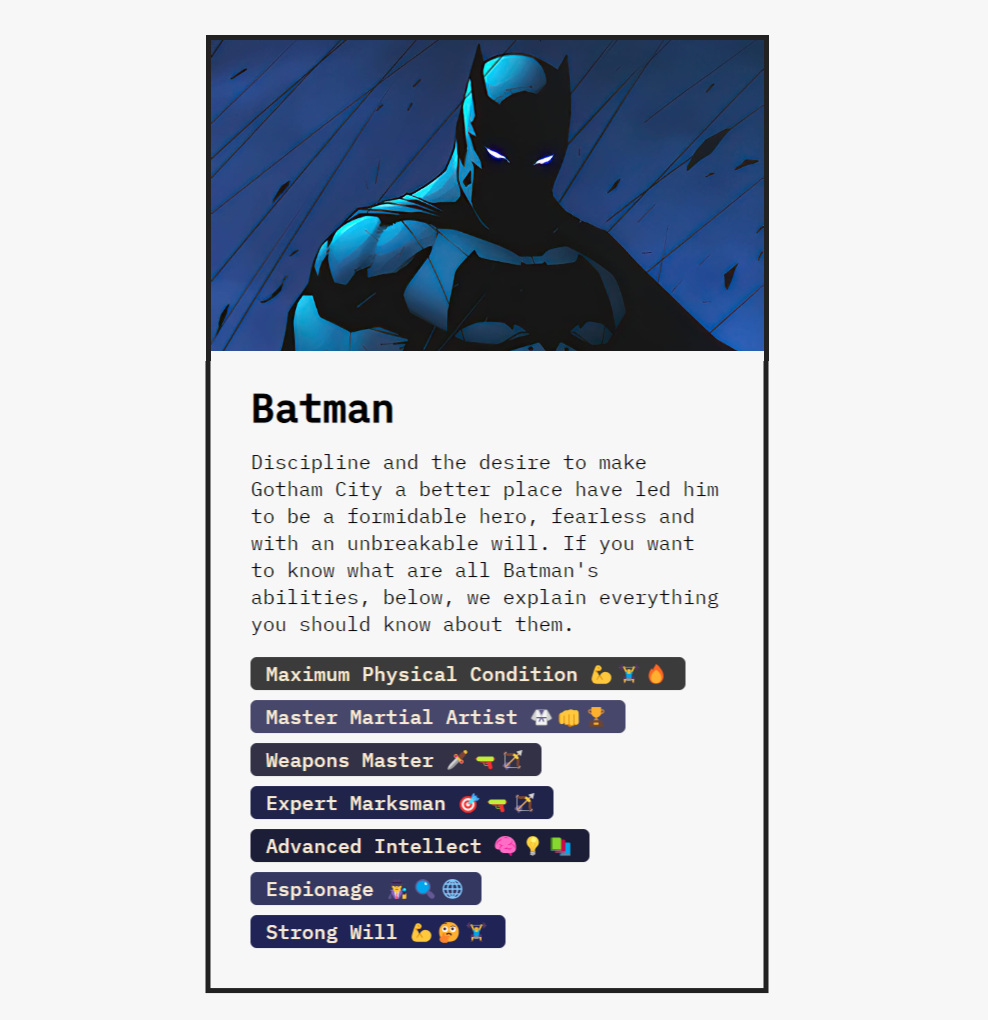 Batman
Discipline and the desire to make
Gotham City a better place have led him
to be a formidable hero, fearless and
with an unbreakable will. If you want
to know what are all Batman's
abilities, below, we explain everything
you should know about them.
Maximum Physical Condition 💪🏋️🔥
Master Martial Artist 🥋👊🏆
Weapons Master 🗡️🔫🏹
Expert Marksman 🎯🔫🏹
Advanced Intellect 🧠💡📚
Espionage 🕵️‍♀️🔍🌐
Strong Will 💪🤔🏋️